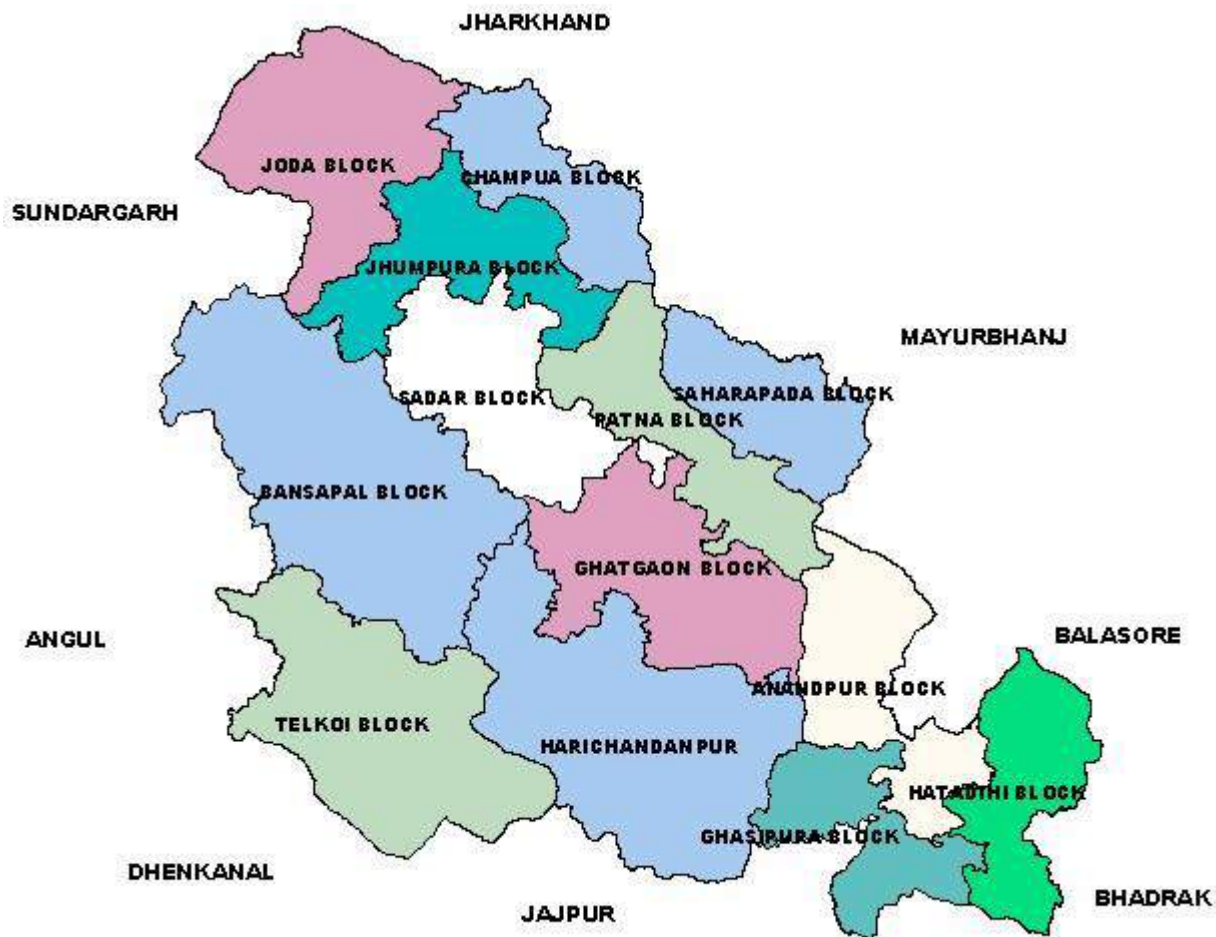 JHARKHAND
JODA BLOCK
CHAMPUA BLOCK
SUNDARGARH
JHUMPURA BLOCK
MAYURBHANJ
SADAR BLOCK
SAHARAPADA BLOCK
PATNA BLOCK
BANSAPAL BLOCK
GHATGAON BLOCK
ANGUL
BALASORE
ANANDPUR BLOCK
TELKOI BLOCK
HARICHANDANPUR
HATADIHI BLOCK
GHASIPURA BLOCK
DHENKANAL
BHADRAK
JAJPUR